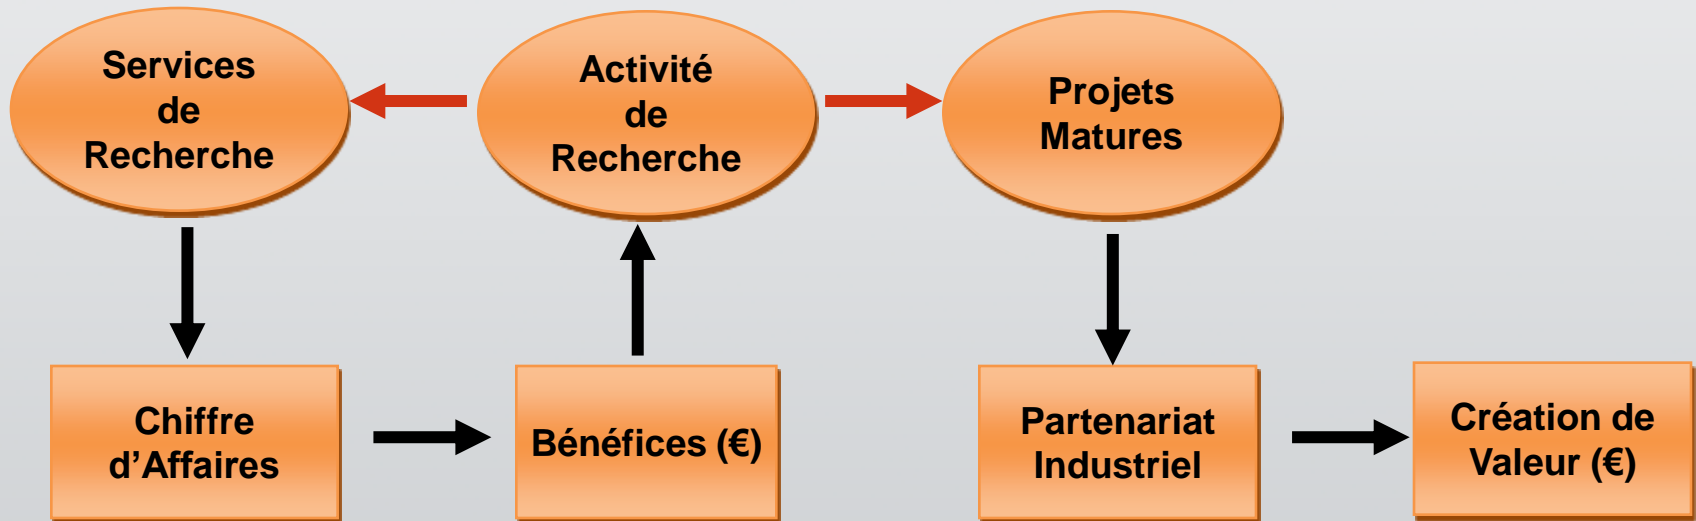 Services
de
Recherche
Activité
de
Recherche
Projets
Matures
Chiffre
d’Affaires
Bénéfices (€)
Partenariat
Industriel
Création de
Valeur (€)